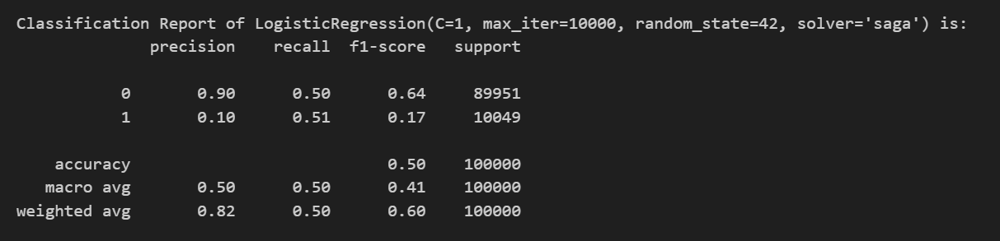 Classification Report of LogisticRegression(C=1, max_iter=10000, random_state=42, solver='saga') is:
precision recall f1-score support
0 0.90 0.50 0.64 89951
1 0.10 0.51 0.17 10049
accuracy 0.50 100000
macro avg 0.50 0.50 0.41 100000
weighted avg 0.82 0.50 0.60 100000